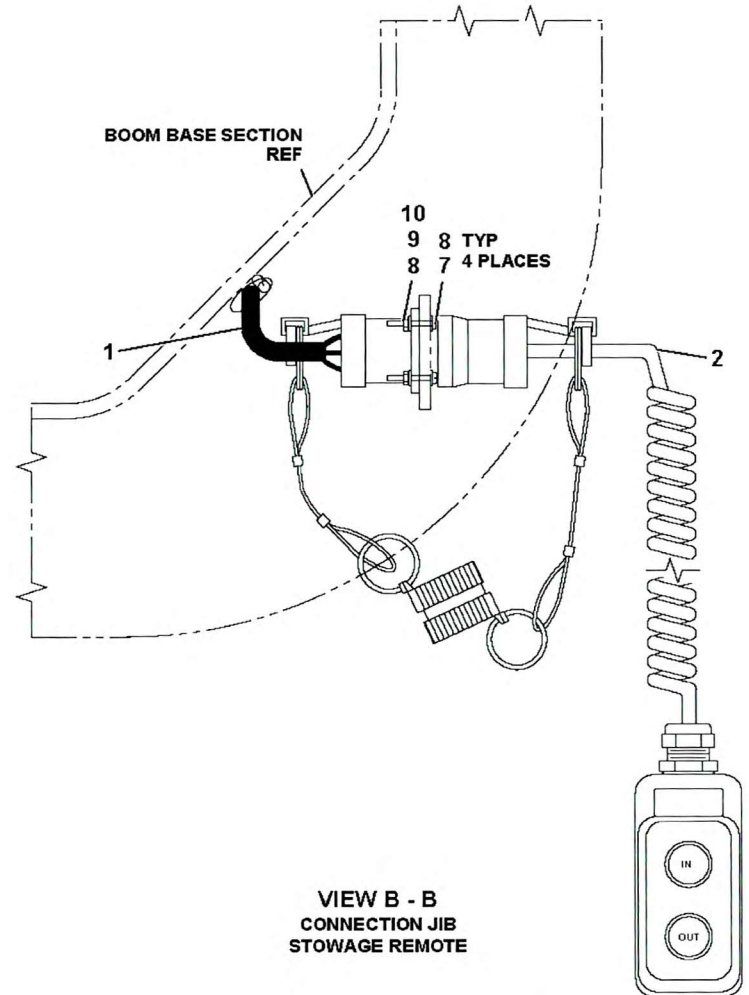 BOOM BASE SECTION
REF
10
9 8 TYP
8 7 4 PLACES
1
2
IN
OUT
VIEW B - B
CONNECTION JIB
STOWAGE REMOTE